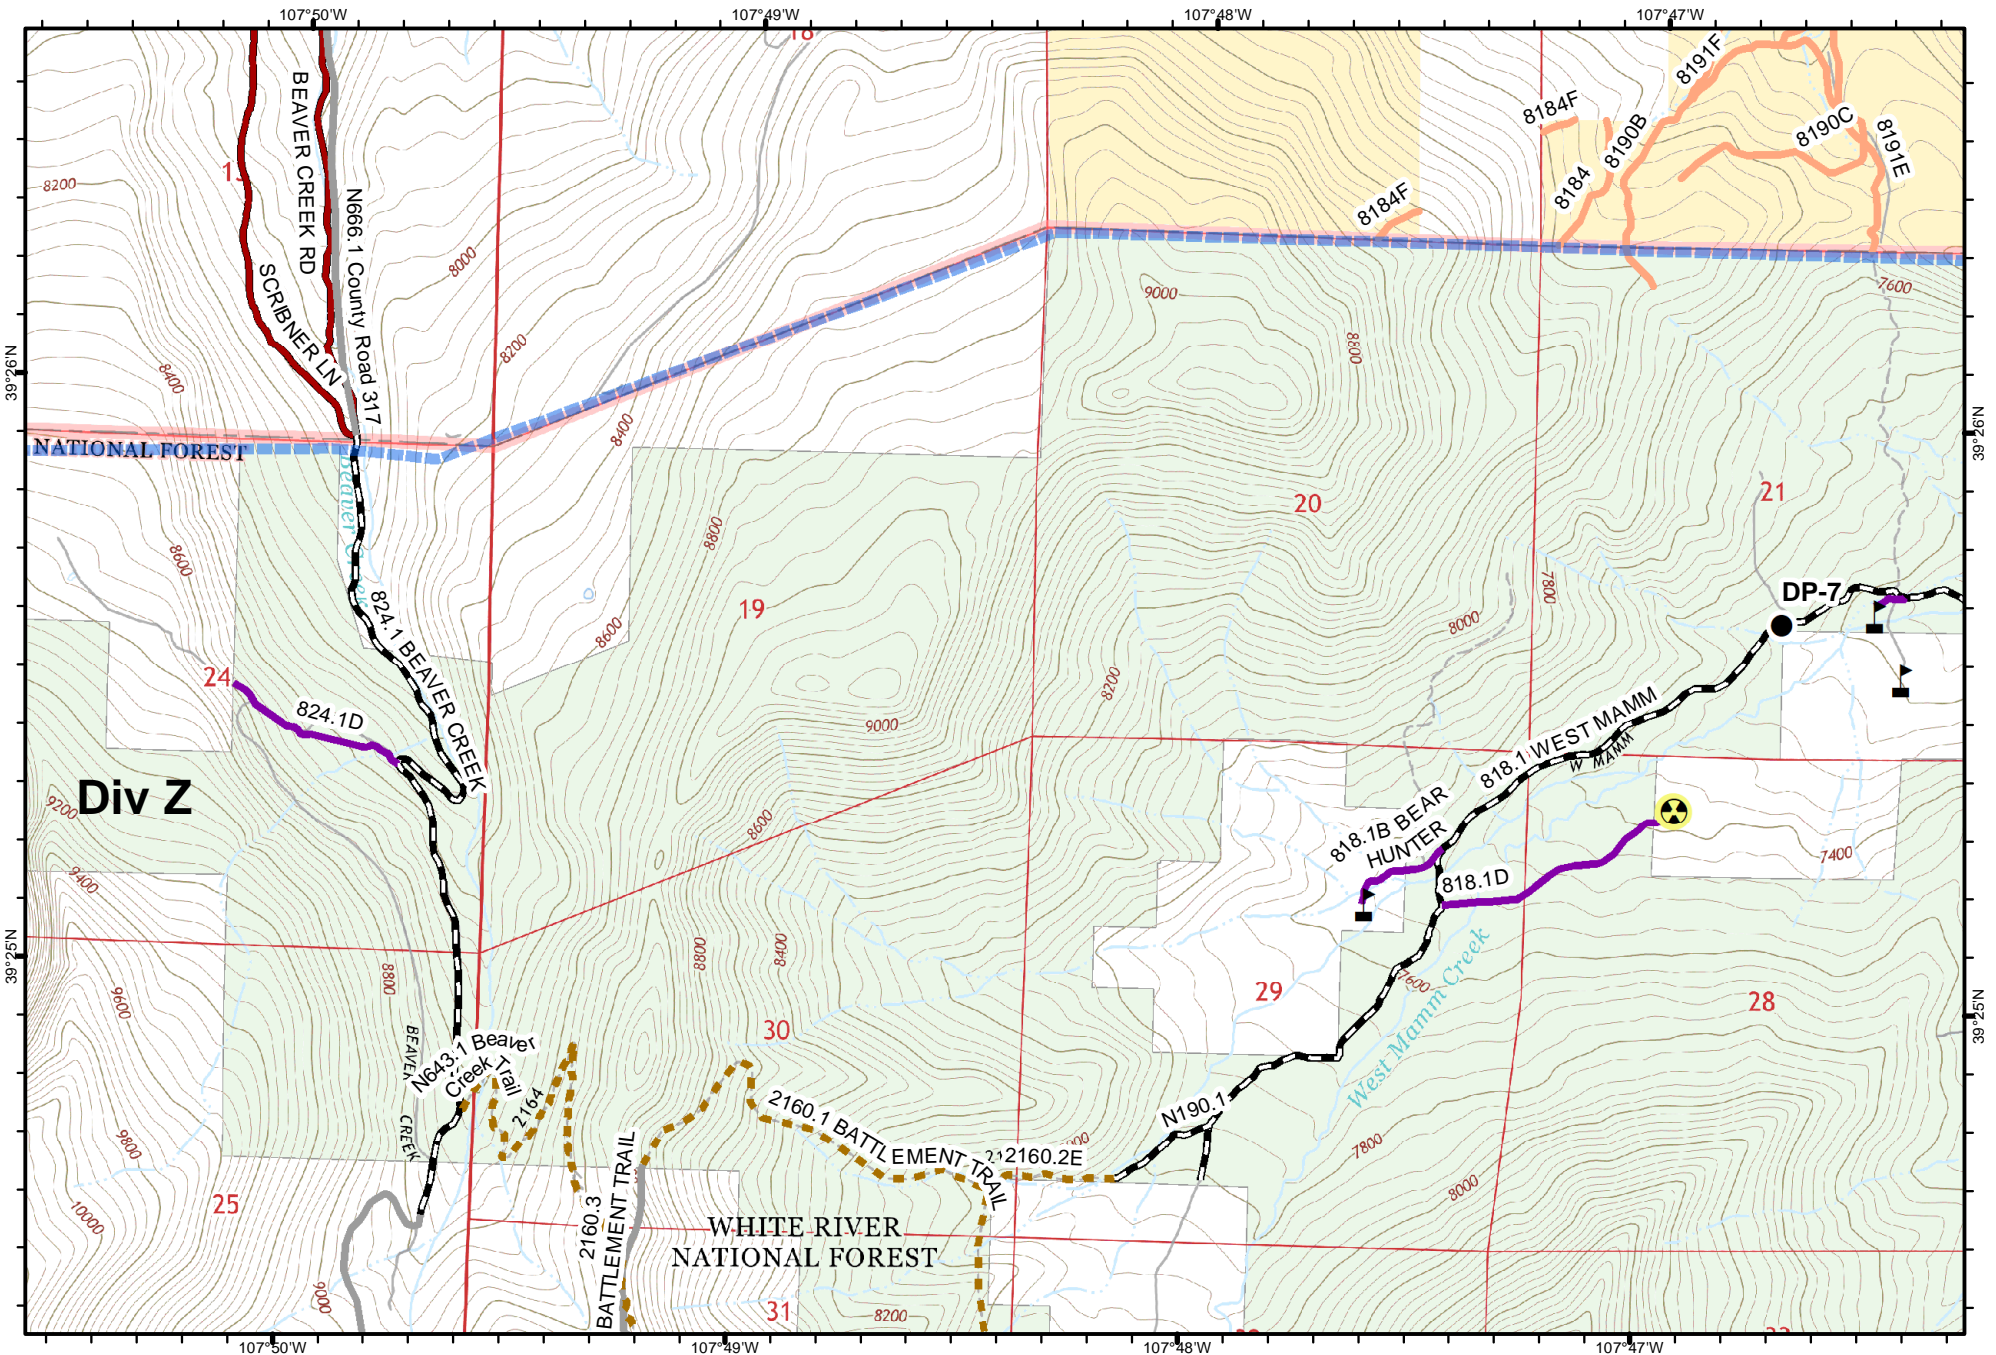 107°50'W
107°49'W
107°48'W
107°47'W
18
8191F
8184F
8190B
8190C
8191E
BEAVER CREEK RD
8200
N666.1 County Road 317
8184
8184F
8000
SCRIBNER LN
9000
7600
8200
8800
39°26'N
8400
8400
39°26'N
NATIONAL FOREST
Beaver Creek
20
21
8800
8600
7800
DP-7
19
8000
8600
824.1 BEAVER CREEK
24
8200
824.1D
9000
818.1 WEST MAMM
W MAMM
Div Z
9200
8600
818.1B BEAR
HUNTER
7400
9400
818.1D
39°25'N
8800
8800
8400
West Mamm Creek
7600
29
28
9600
30
39°25'N
BEAVER
CREEK
N643.1 Beaver
Creek Trail
2164
2160.1 BATTLEMENT TRAIL
N190.1
9800
2160.2E
7800
8000
25
10000
2160.3
BATTLEMENT TRAIL
WHITE RIVER
NATIONAL FOREST
9000
31
8200
107°50'W
107°49'W
107°48'W
107°47'W